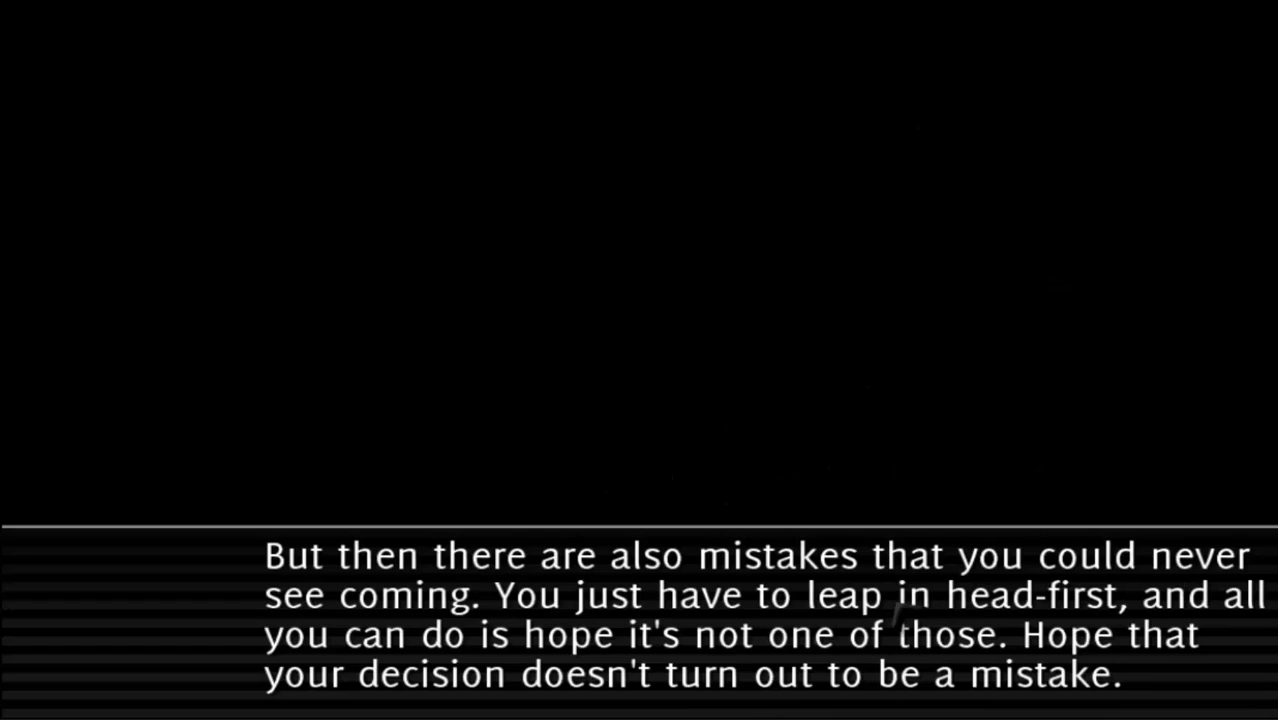 But then there are also mistakes that you could never
see coming. You just have to leap in head-first, and all
you can do is hope it's not one of those. Hope that
your decision doesn't turn out to be a mistake.